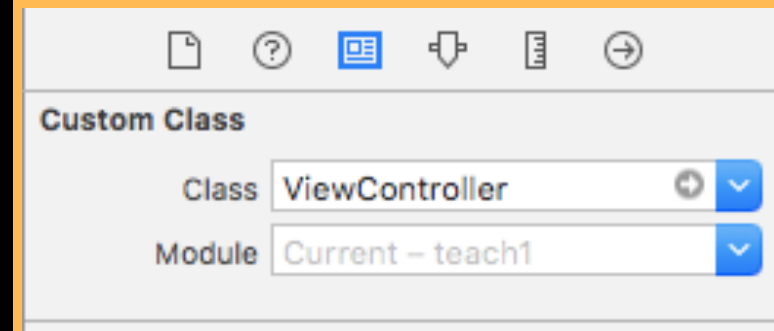 Custom Class
Class ViewController
Module Current – teach1